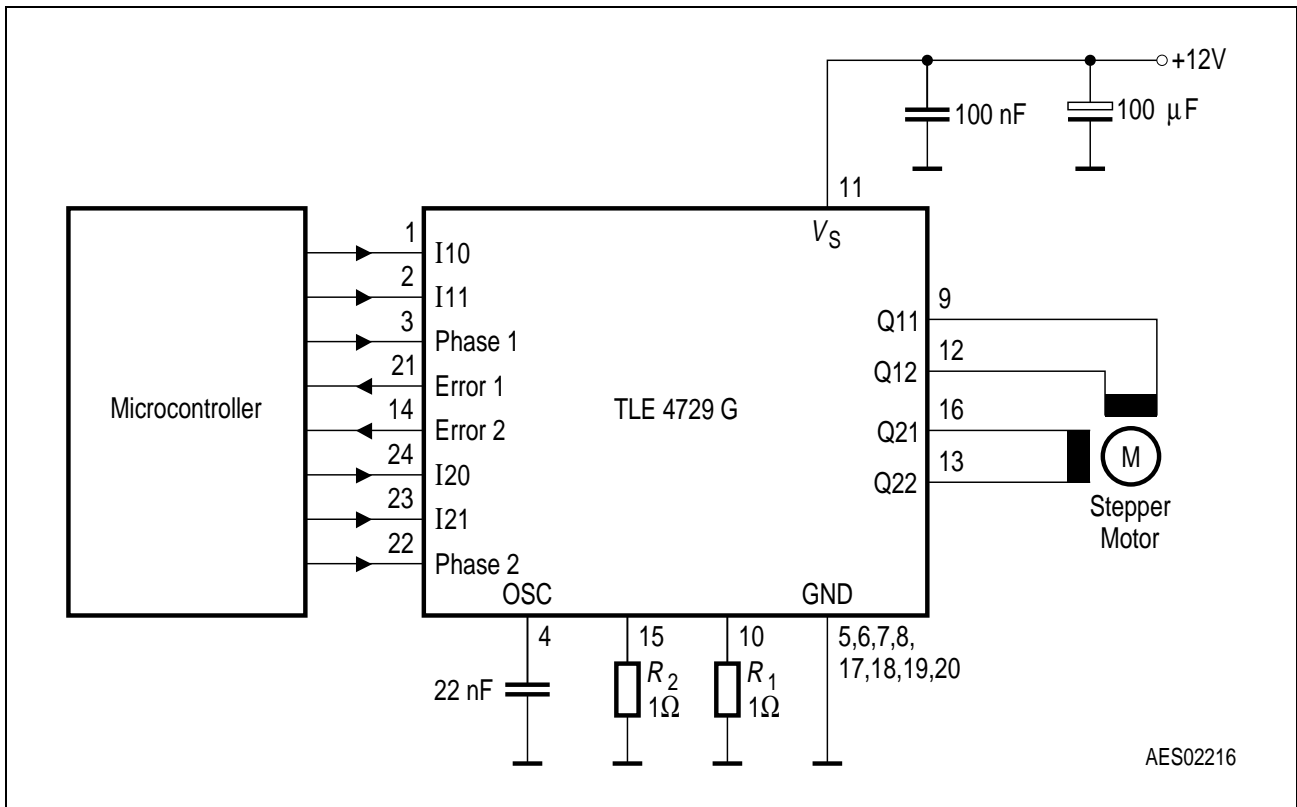 +12V
100 nF
100 μF
11
VS
Microcontroller
1
I10
2
I11
3
Phase 1
21
Error 1
14
Error 2
24
I20
23
I21
22
Phase 2
TLE 4729 G
9
Q11
12
Q12
16
Q21
13
Q22
M
Stepper
Motor
OSC
GND
4
15
10
5,6,7,8,
17,18,19,20
22 nF
R2
1Ω
R1
1Ω
AES02216